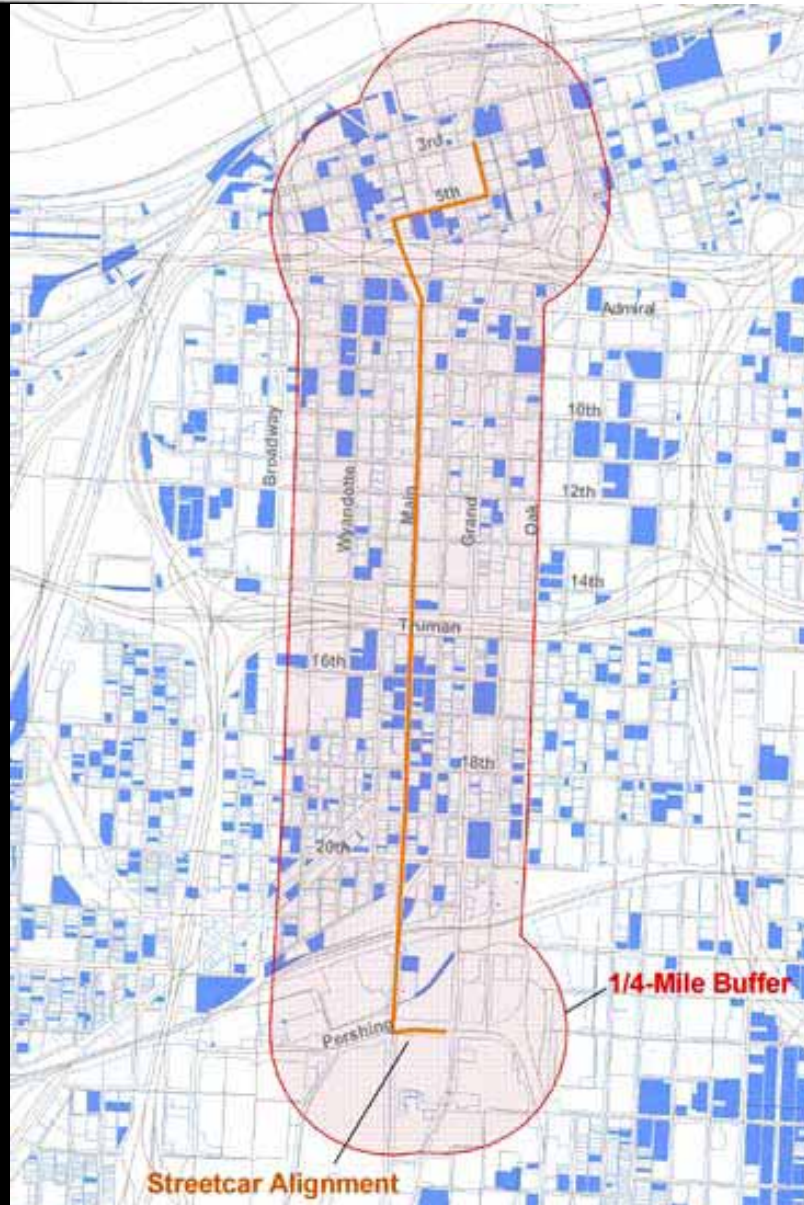 3rd
5th
Admiral
10th
Broadway
Wyandotte
Main
Grand
Oak
12th
14th
Truman
16th
18th
20th
1/4-Mile Buffer
Pershing
Streetcar Alignment